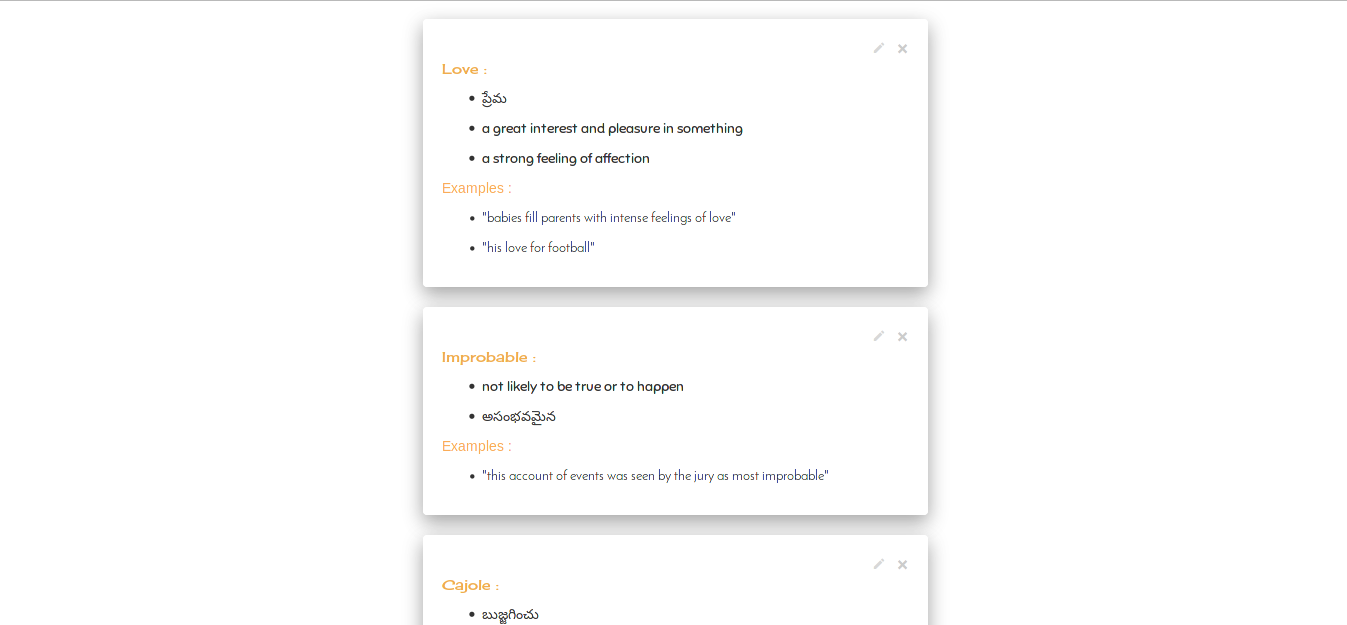 Love :
ప్రేమ
a great interest and pleasure in something
a strong feeling of affection
Examples :
"babies fill parents with intense feelings of love"
"his love for football"
Improbable :
not likely to be true or to happen
అసంభవమైన
Examples :
"this account of events was seen by the jury as most improbable"
Cajole :
బుజ్జగించు